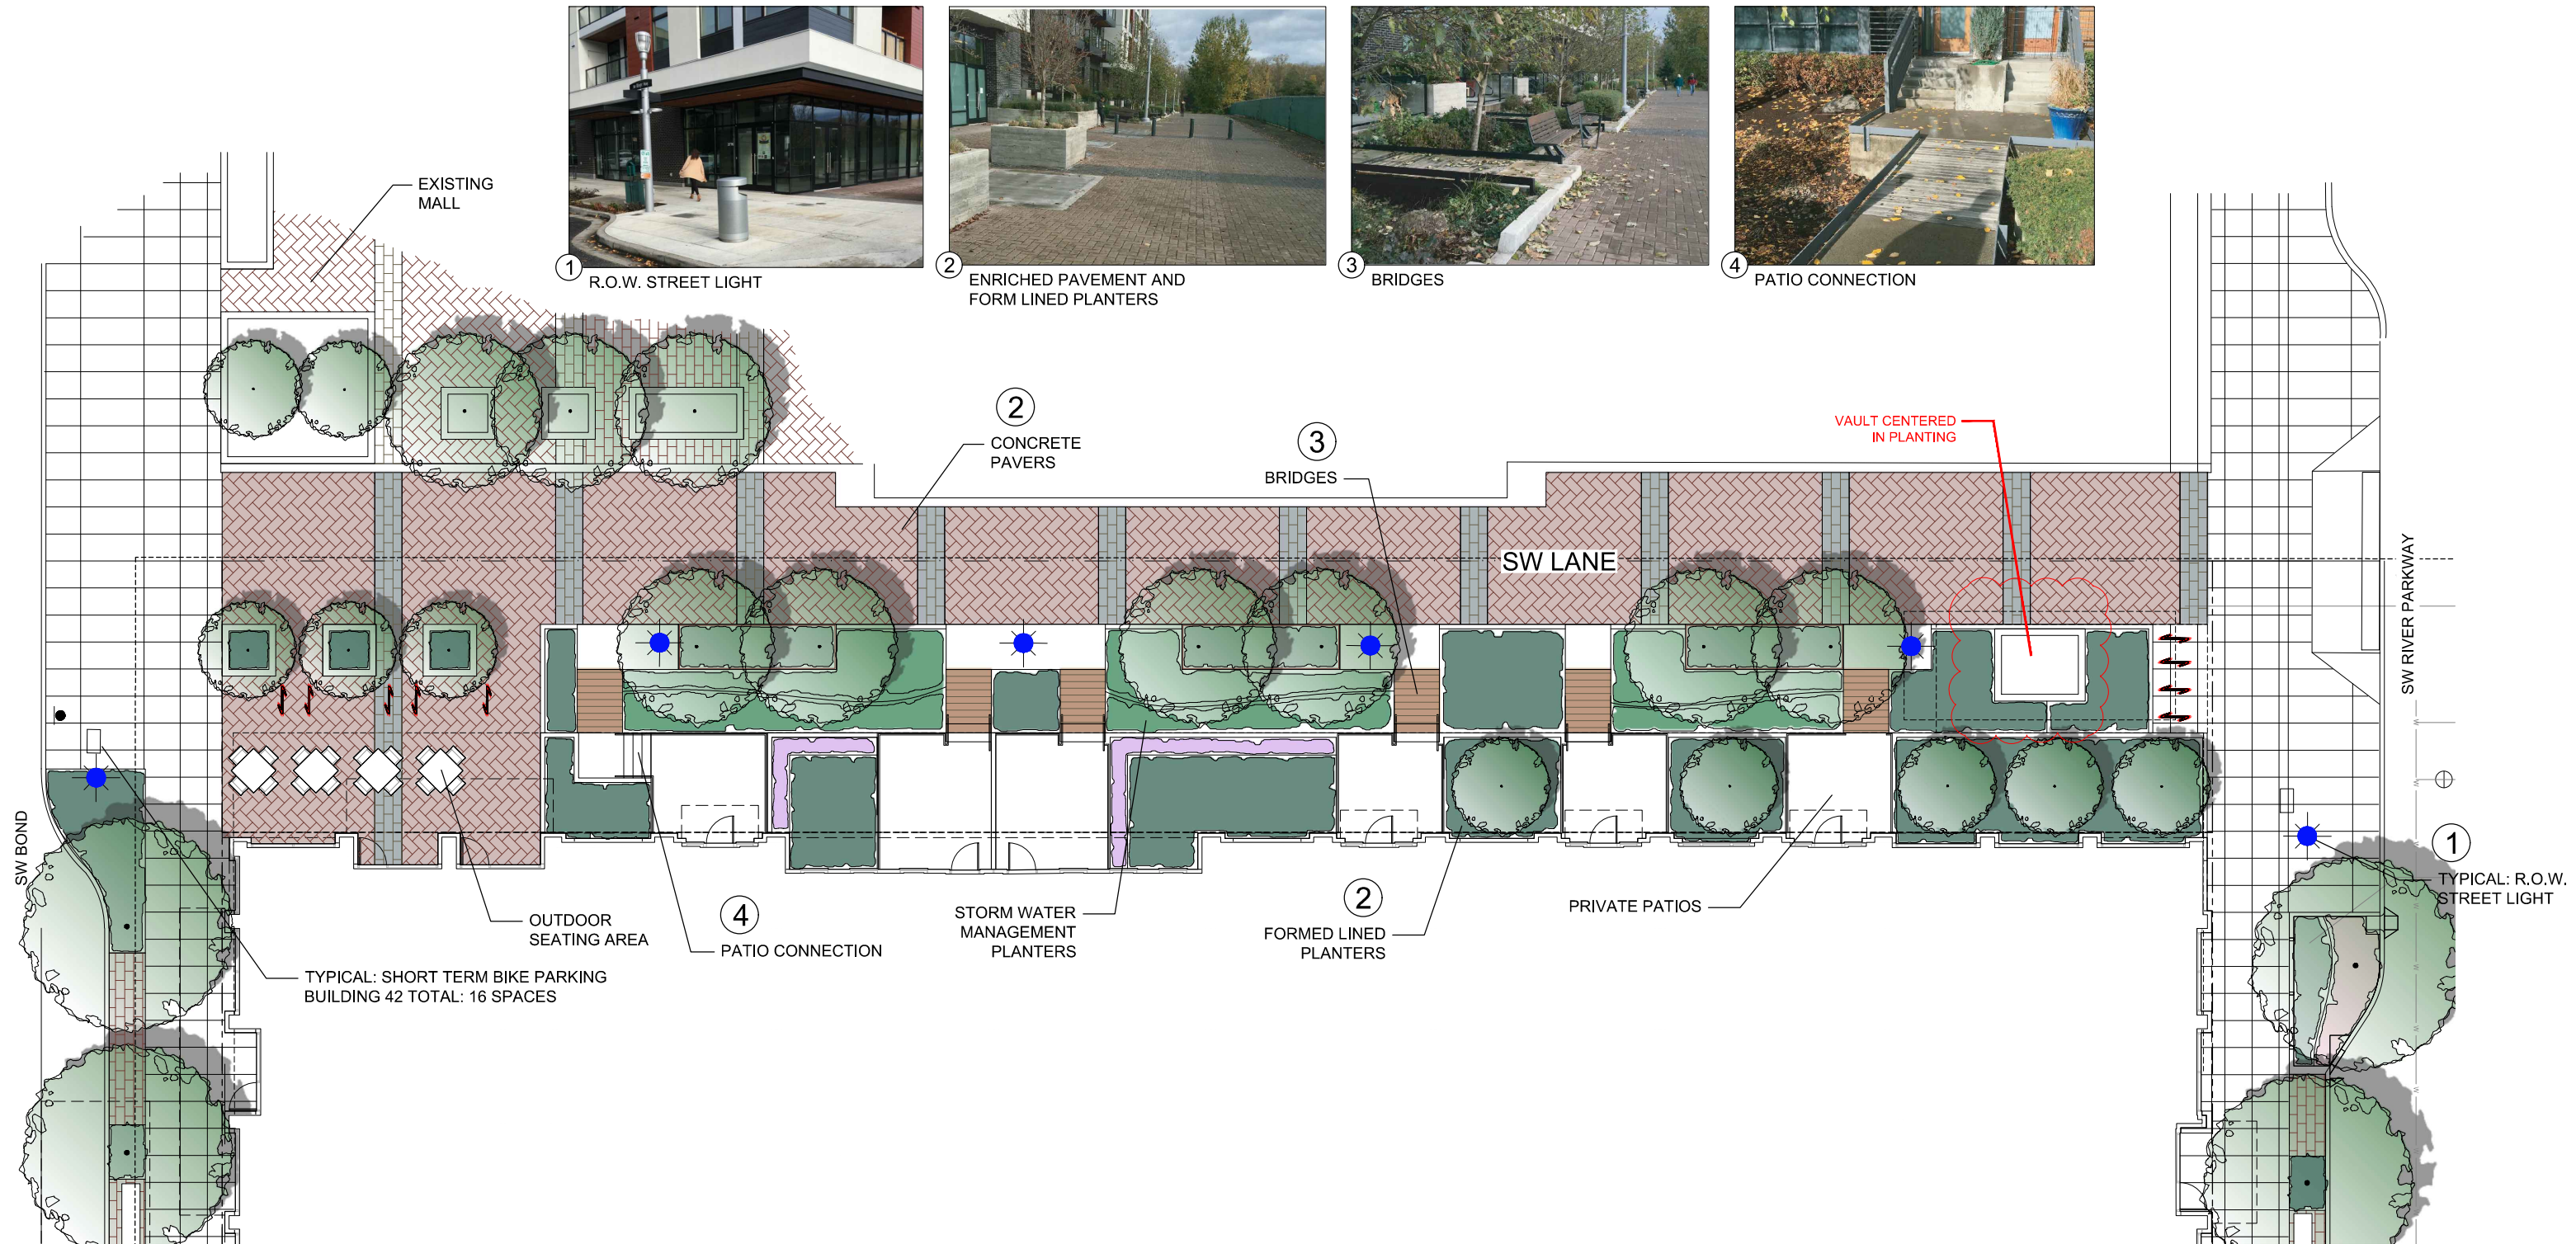 1
R.O.W. STREET LIGHT
2
ENRICHED PAVEMENT AND
FORM LINED PLANTERS
3
BRIDGES
4
PATIO CONNECTION
EXISTING
MALL
2
CONCRETE
PAVERS
3
BRIDGES
VAULT CENTERED
IN PLANTING
SW LANE
SW RIVER PARKWAY
SW BOND
1
TYPICAL: R.O.W.
STREET LIGHT
OUTDOOR
SEATING AREA
4
PATIO CONNECTION
STORM WATER
MANAGEMENT
PLANTERS
2
FORMED LINED
PLANTERS
PRIVATE PATIOS
TYPICAL: SHORT TERM BIKE PARKING
BUILDING 42 TOTAL: 16 SPACES